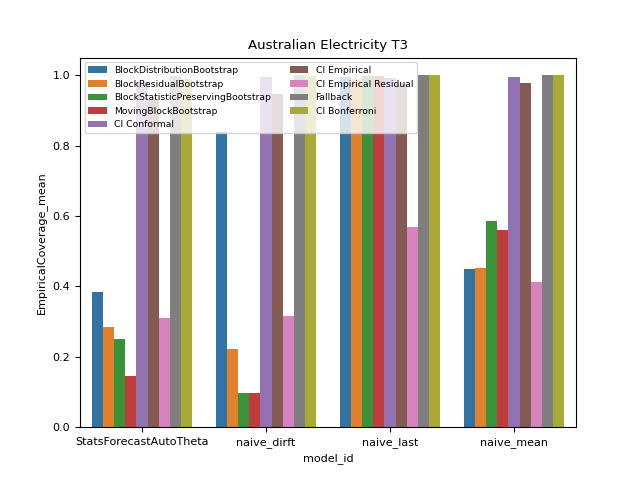 Australian Electricity T3
BlockDistributionBootstrap
BlockResidualBootstrap
BlockStatisticPreservingBootstrap
MovingBlockBootstrap
CI Conformal
CI Empirical
CI Empirical Residual
Fallback
CI Bonferroni
EmpiricalCoverage_mean
1.0
0.8
0.6
0.4
0.2
0.0
StatsForecastAutoTheta
naive_dirft
naive_last
naive_mean
model_id